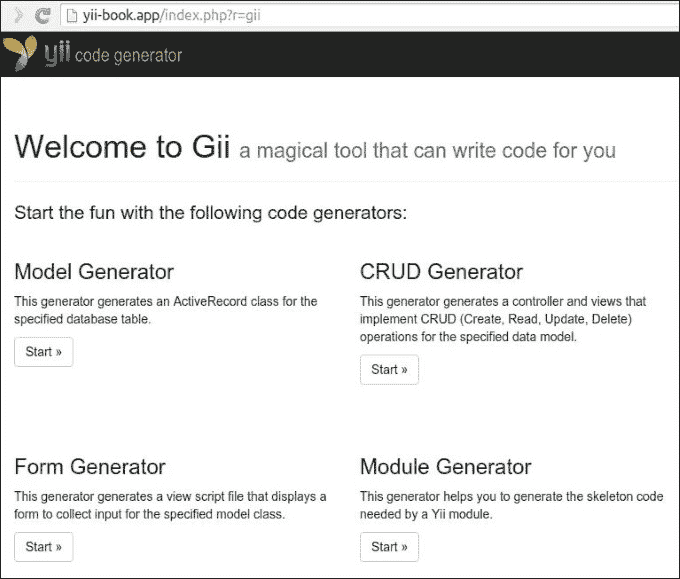 yii-book.app/index.php?r=gii
yii code generator
Welcome to Gii a magical tool that can write code for you
Start the fun with the following code generators:
Model Generator
This generator generates an ActiveRecord class for the
specified database table.
Start »
CRUD Generator
This generator generates a controller and views that
implement CRUD (Create, Read, Update, Delete)
operations for the specified data model.
Start »
Form Generator
This generator generates a view script file that displays a
form to collect input for the specified model class.
Start »
Module Generator
This generator helps you to generate the skeleton code
needed by a Yii module.
Start »